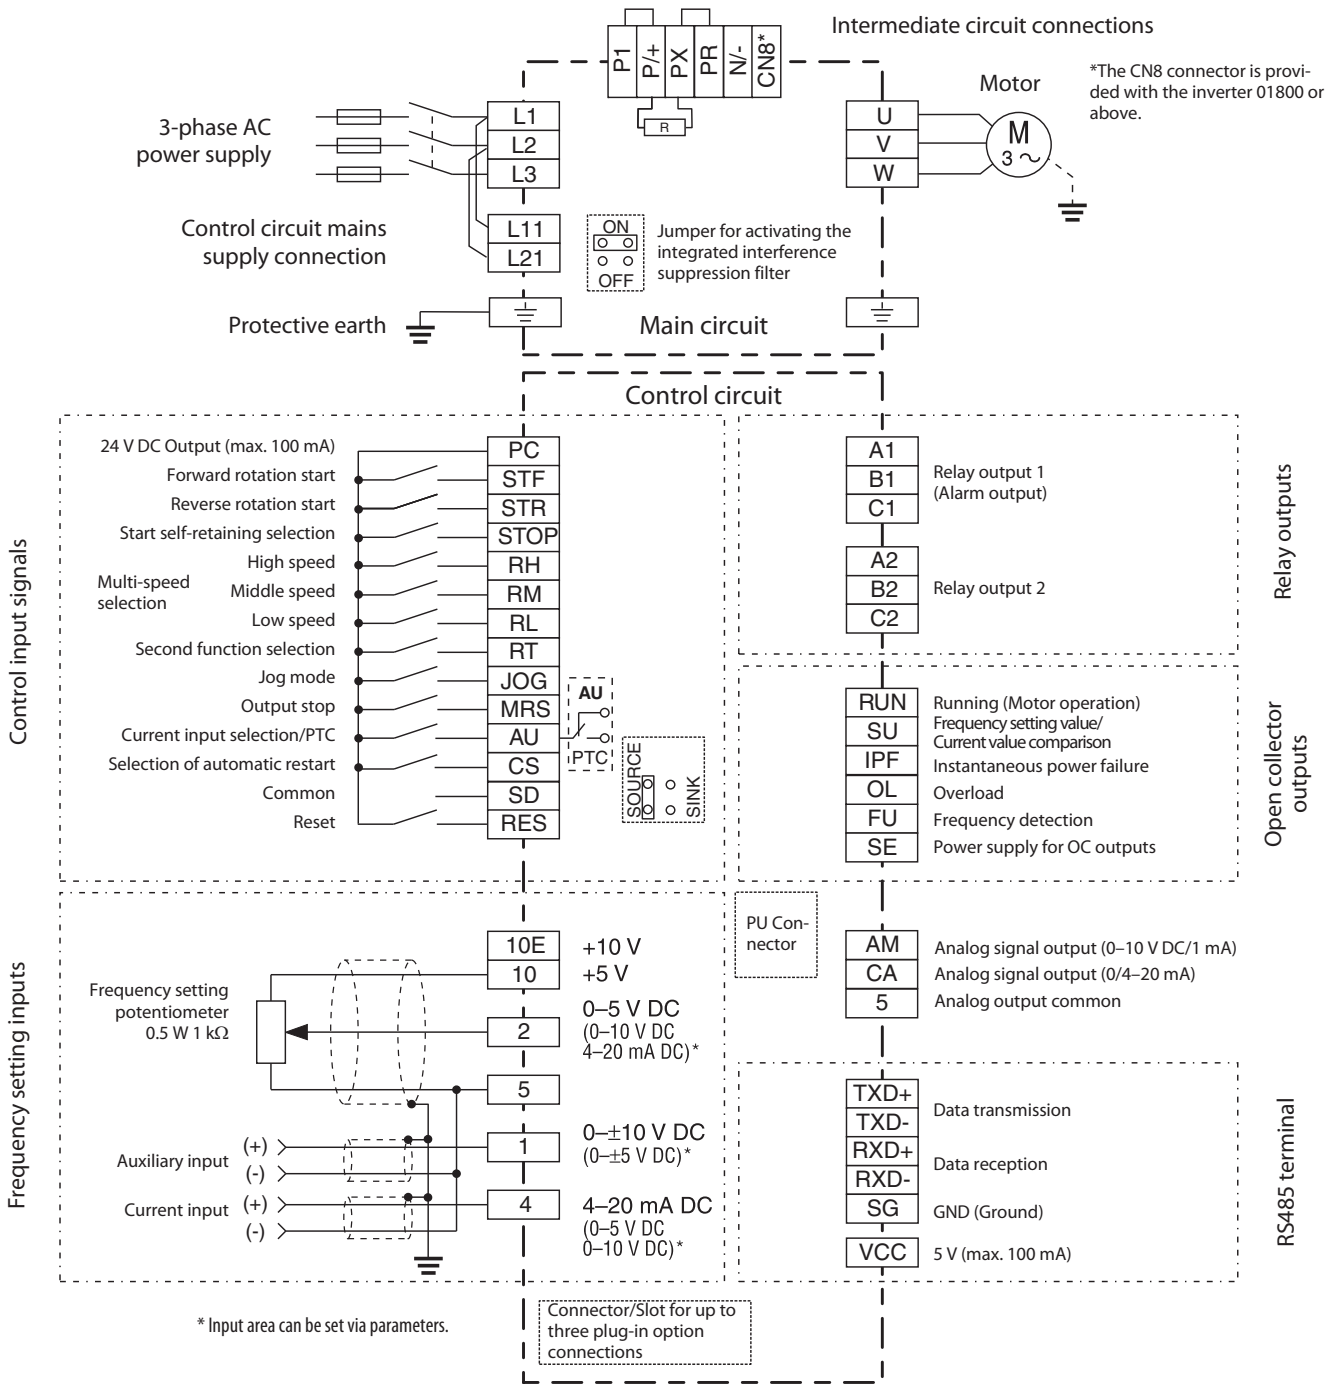 Intermediate circuit connections
P1
P/+
PX
PR
N/-
CN8*
R
*The CN8 connector is provi-
ded with the inverter 01800 or
above.
3-phase AC
power supply
L1
L2
L3
U
V
W
Motor
M
3 ~
Control circuit mains
supply connection
L11
L21
ON
OFF
Jumper for activating the
integrated interference
suppression filter
Protective earth
Main circuit
Control circuit
Control input signals
24 V DC Output (max. 100 mA)
PC
Forward rotation start
STF
Reverse rotation start
STR
Start self-retaining selection
STOP
Multi-speed
selection
High speed
RH
Middle speed
RM
Low speed
RL
Second function selection
RT
Jog mode
JOG
Output stop
MRS
Current input selection/PTC
AU
Selection of automatic restart
CS
Common
SD
Reset
RES
AU
PTC
SOURCE
SINK
A1
B1
C1
Relay output 1
(Alarm output)
A2
B2
C2
Relay output 2
Relay outputs
RUN
Running (Motor operation)
SU
Frequency setting value/
Current value comparison
IPF
Instantaneous power failure
OL
Overload
FU
Frequency detection
SE
Power supply for OC outputs
Open collector
outputs
Frequency setting inputs
10E
+10 V
10
+5 V
Frequency setting
potentiometer
0.5 W 1 kΩ
2
0–5 V DC
(0–10 V DC
4–20 mA DC)*
5
Auxiliary input
(+)
(-)
1
0–±10 V DC
(0–±5 V DC)*
Current input
(+)
(-)
4
4–20 mA DC
(0–5 V DC
0–10 V DC)*
PU Con-
nector
AM
Analog signal output (0–10 V DC/1 mA)
CA
Analog signal output (0/4–20 mA)
5
Analog output common
TXD+
TXD-
Data transmission
RXD+
RXD-
Data reception
SG
GND (Ground)
VCC
5 V (max. 100 mA)
RS485 terminal
* Input area can be set via parameters.
Connector/Slot for up to
three plug-in option
connections